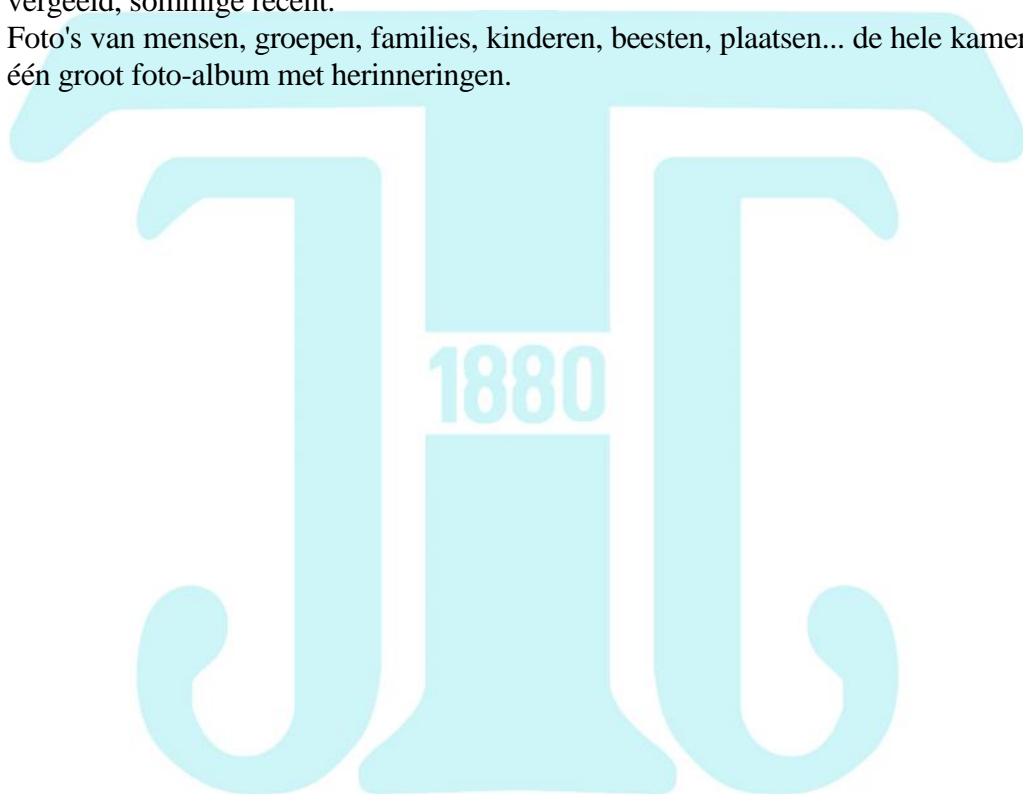 vergeeld, sommige recent.
Foto's van mensen, groepen, families, kinderen, beesten, plaatsen... de hele kamer
één groot foto-album met herinneringen.
1880